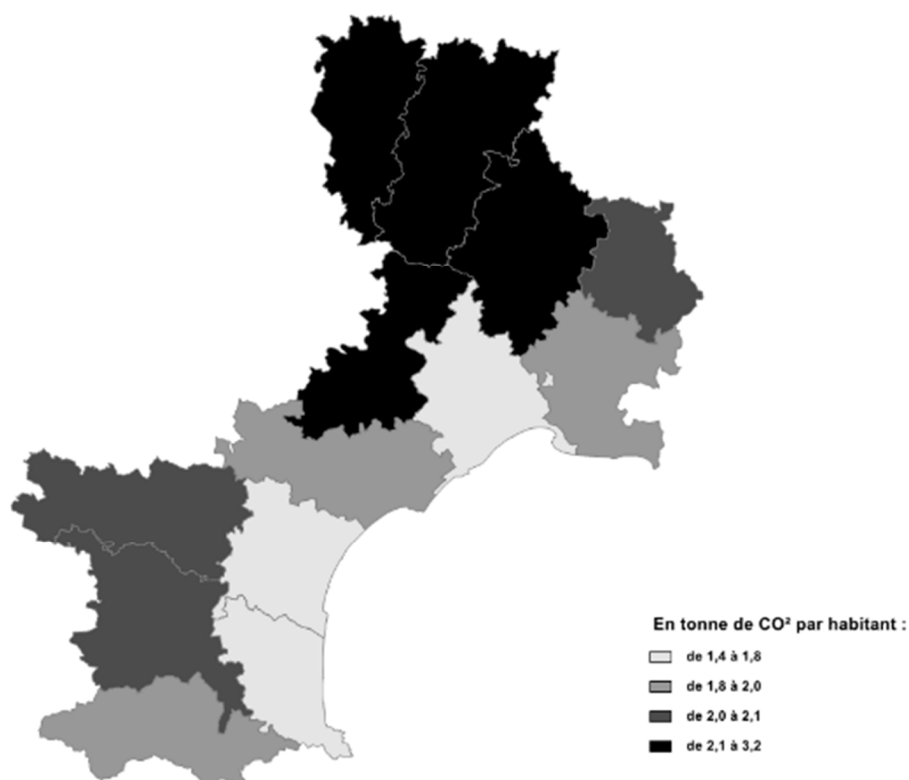 En tonne de CO² par habitant :
de 1,4 à 1,8
de 1,8 à 2,0
de 2,0 à 2,1
de 2,1 à 3,2